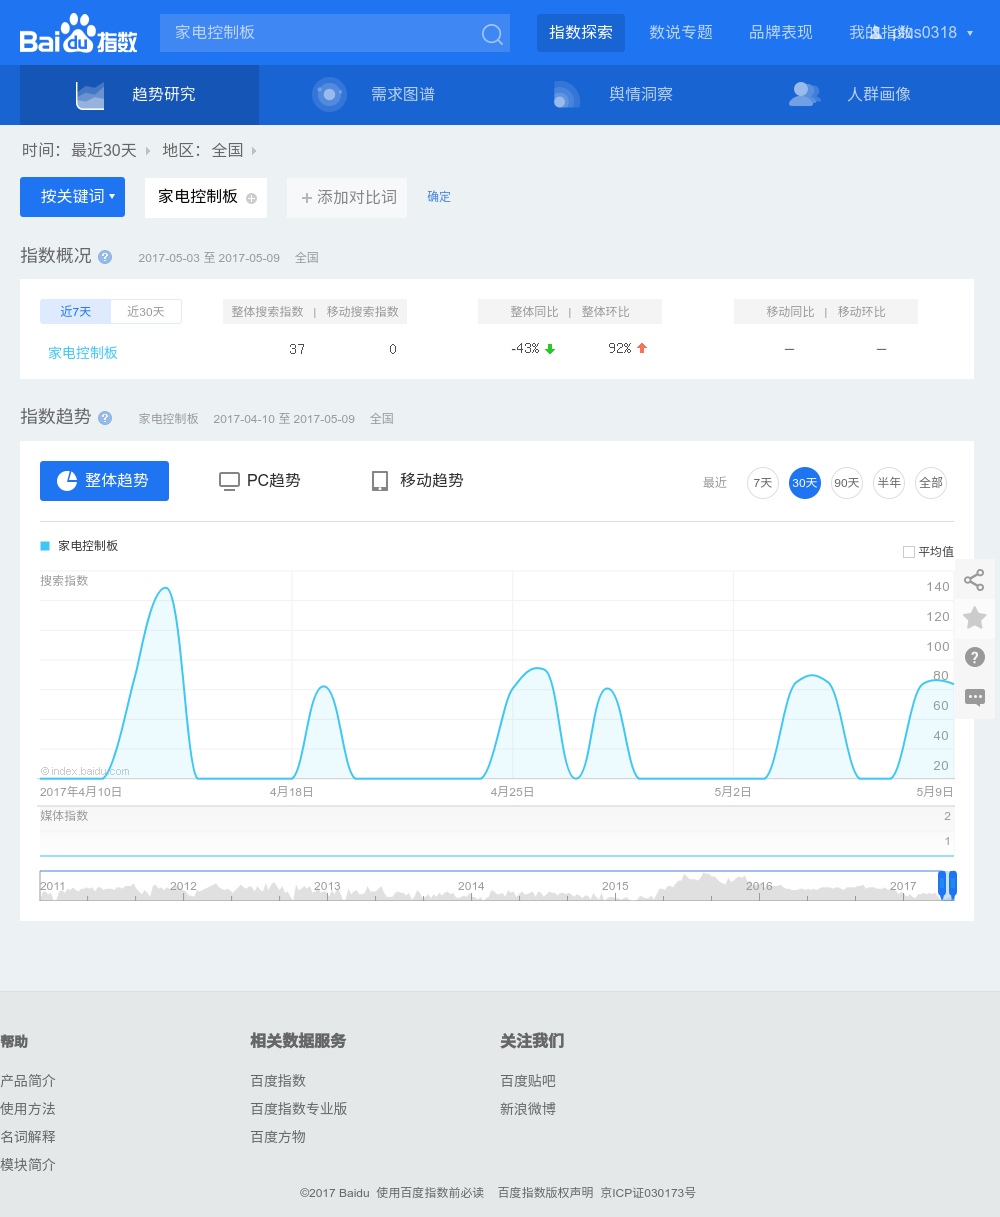 Bai du 指数 家电控制板 指数探索 数说专题 品牌表现 我的指数 plus0318
趋势研究 需求图谱 舆情洞察 人群画像
时间: 最近30天 地区: 全国
按关键词 家电控制板 + 添加对比词 确定
指数概况 ? 2017-05-03 至 2017-05-09 全国
近7天 近30天 整体搜索指数 | 移动搜索指数 整体同比 | 整体环比 移动同比 | 移动环比
家电控制板 37 0 -43% 92% — —
指数趋势 ? 家电控制板 2017-04-10 至 2017-05-09 全国
整体趋势 PC趋势 移动趋势 最近 7天 30天 90天 半年 全部
家电控制板
平均值
搜索指数
140
120
100
80
60
40
20
©index.baidu.com
2017年4月10日 4月18日 4月25日 5月2日 5月9日
媒体指数 2
1
2011 2012 2013 2014 2015 2016 2017
帮助 相关数据服务 关注我们
产品简介 百度指数 百度贴吧
使用方法 百度指数专业版 新浪微博
名词解释 百度方物
模块简介
©2017 Baidu 使用百度指数前必读 百度指数版权声明 京ICP证030173号